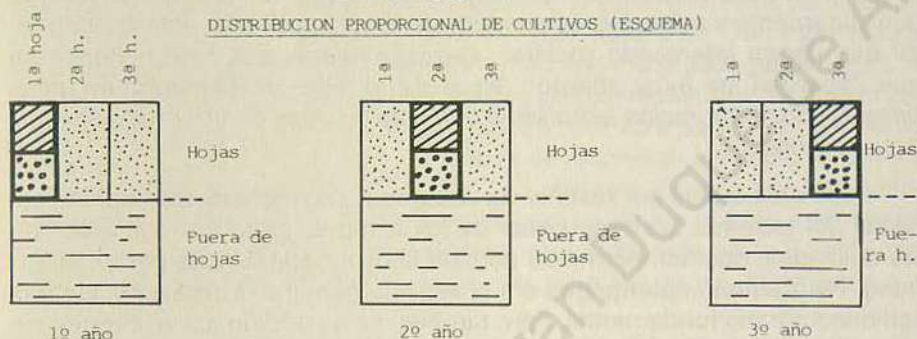 DISTRIBUCION PROPORCIONAL DE CULTIVOS (ESQUEMA)
1ª hoja
2ª h.
3ª h.
Hojas
Fuera de
hojas
1º año
1ª
2ª
3ª
Hojas
Fuera de
hojas
2º año
1ª
2ª
3ª
Hojas
Fue-
ra h.
3º año